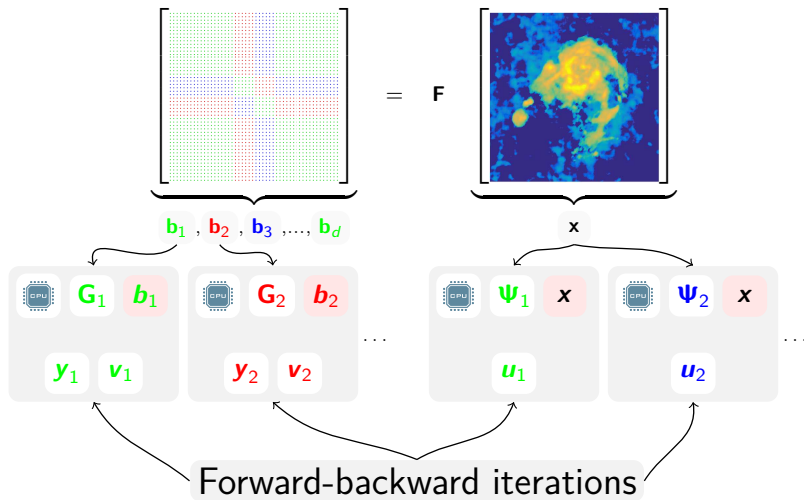 = F
b₁ , b₂ , b₃ ,..., b_d
x
CPU G₁ b₁ CPU G₂ b₂ CPU Ψ₁ x CPU Ψ₂ x
... ...
y₁ v₁ y₂ v₂ u₁ u₂
Forward-backward iterations